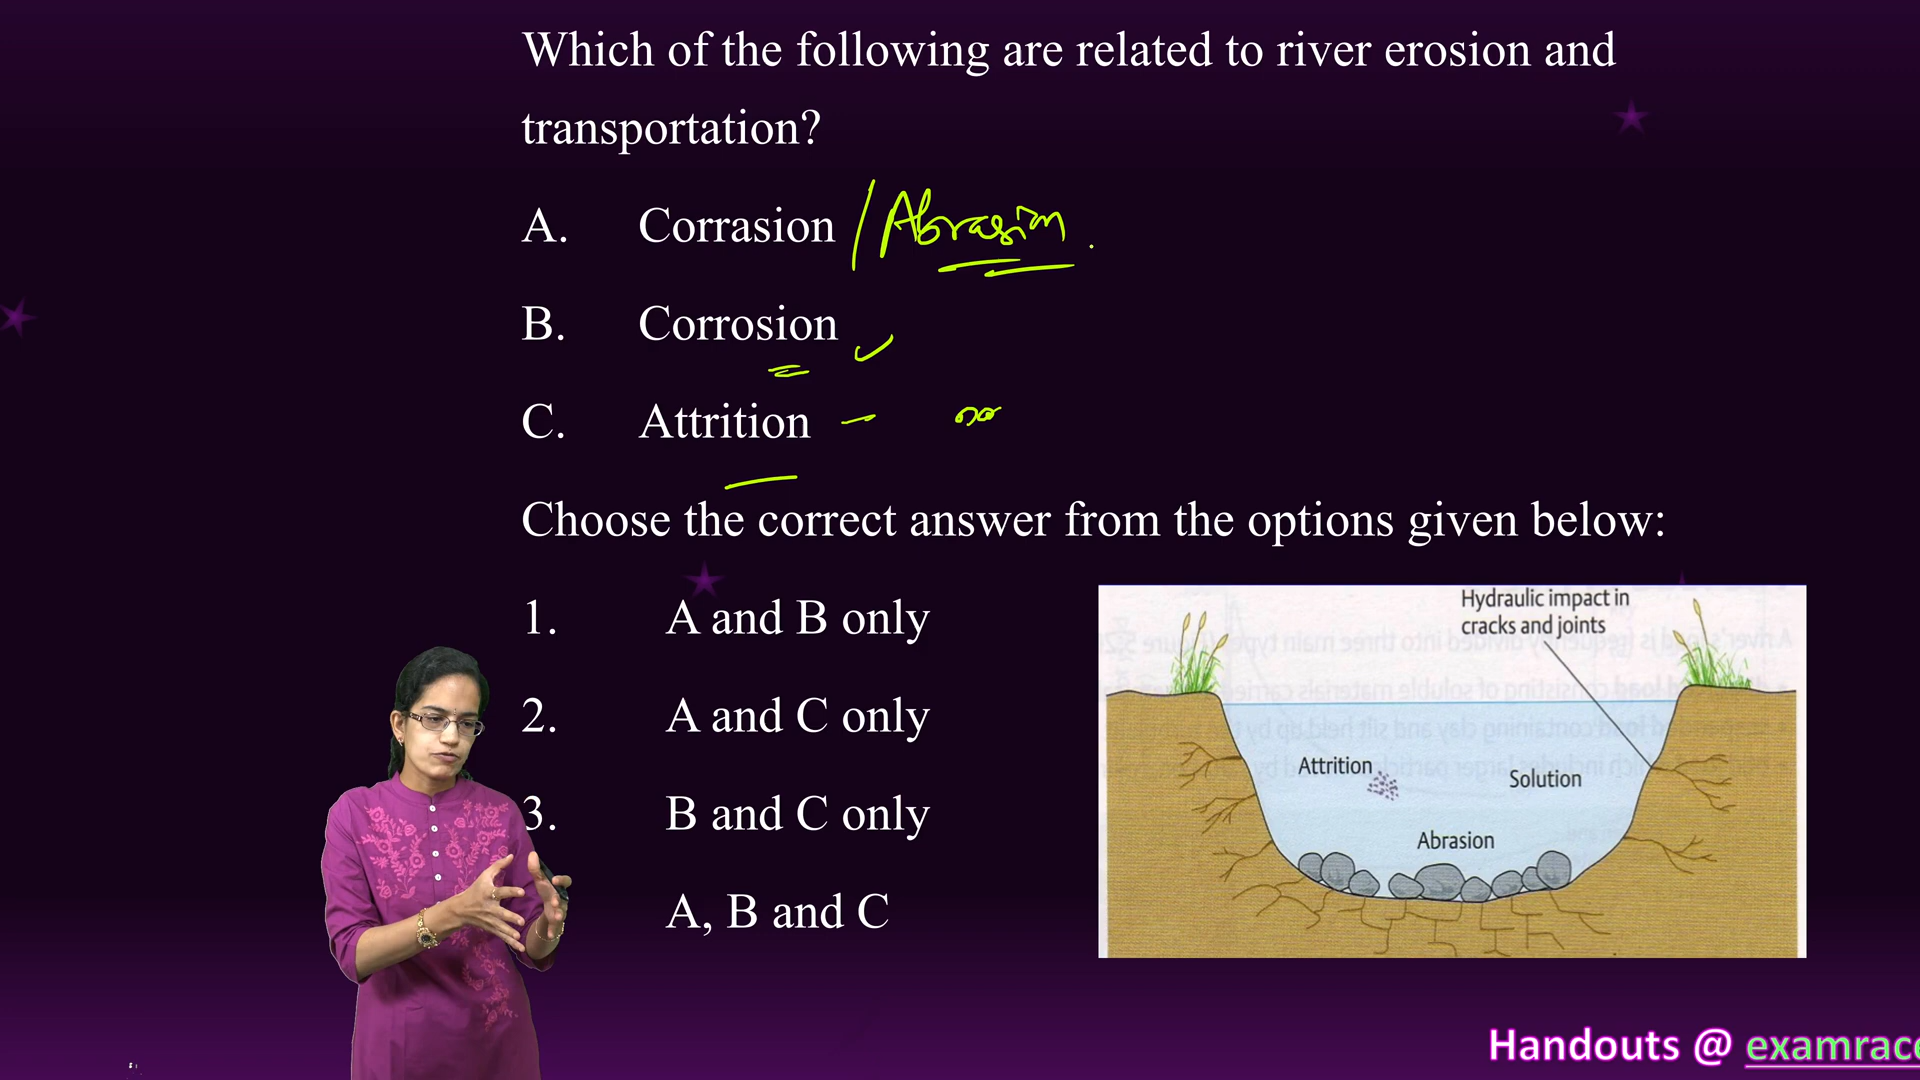 Which of the following are related to river erosion and
transportation?
A. Corrasion / Abrasion
B. Corrosion
C. Attrition –
Choose the correct answer from the options given below:
1. A and B only
2. A and C only
3. B and C only
A, B and C
Hydraulic impact in
cracks and joints
Attrition
Solution
Abrasion
Handouts @ examrace